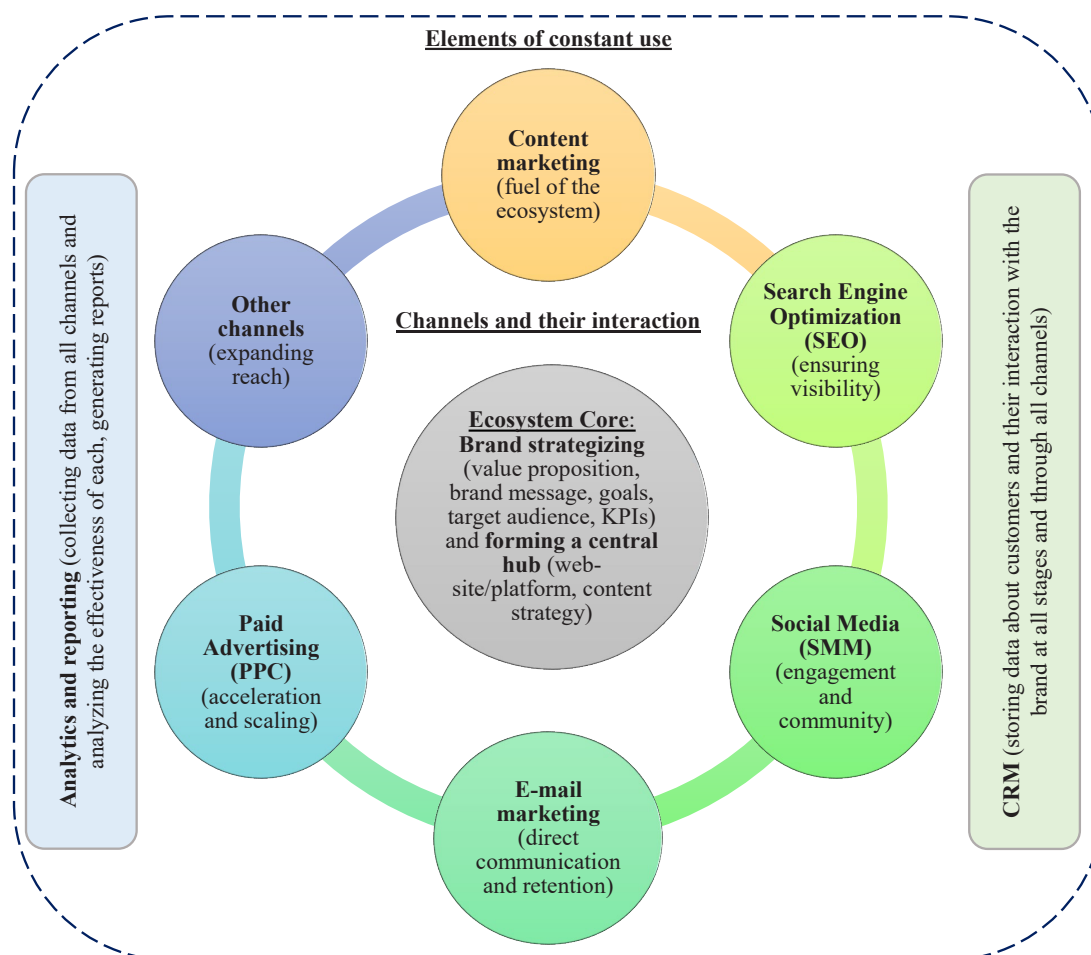 Elements of constant use
Content
marketing
(fuel of the
ecosystem)
Search Engine
Optimization
(SEO)
(ensuring
visibility)
Social Media
(SMM)
(engagement
and
community)
E-mail
marketing
(direct
communication
and retention)
Paid
Advertising
(PPC)
(acceleration
and scaling)
Other
channels
(expanding
reach)
Channels and their interaction
Ecosystem Core:
Brand strategizing
(value proposition,
brand message, goals,
target audience, KPIs)
and forming a central
hub (web-
site/platform, content
strategy)
Analytics and reporting (collecting data from all channels and
analyzing the effectiveness of each, generating reports)
CRM (storing data about customers and their interaction with the
brand at all stages and through all channels)